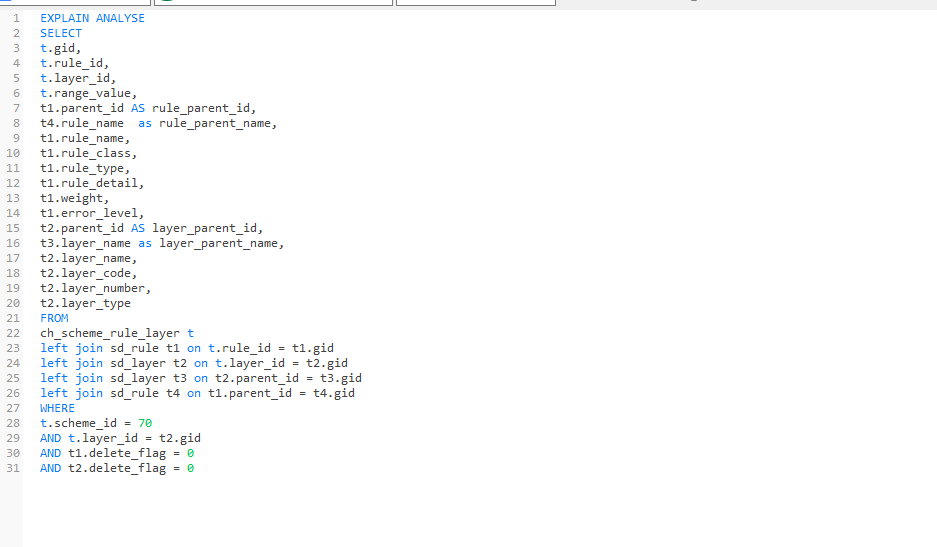 1 EXPLAIN ANALYSE
2 SELECT
3 t.gid,
4 t.rule_id,
5 t.layer_id,
6 t.range_value,
7 t1.parent_id AS rule_parent_id,
8 t4.rule_name  as rule_parent_name,
9 t1.rule_name,
10 t1.rule_class,
11 t1.rule_type,
12 t1.rule_detail,
13 t1.weight,
14 t1.error_level,
15 t2.parent_id AS layer_parent_id,
16 t3.layer_name as layer_parent_name,
17 t2.layer_name,
18 t2.layer_code,
19 t2.layer_number,
20 t2.layer_type
21 FROM
22 ch_scheme_rule_layer t
23 left join sd_rule t1 on t.rule_id = t1.gid
24 left join sd_layer t2 on t.layer_id = t2.gid
25 left join sd_layer t3 on t2.parent_id = t3.gid
26 left join sd_rule t4 on t1.parent_id = t4.gid
27 WHERE
28 t.scheme_id = 70
29 AND t.layer_id = t2.gid
30 AND t1.delete_flag = 0
31 AND t2.delete_flag = 0